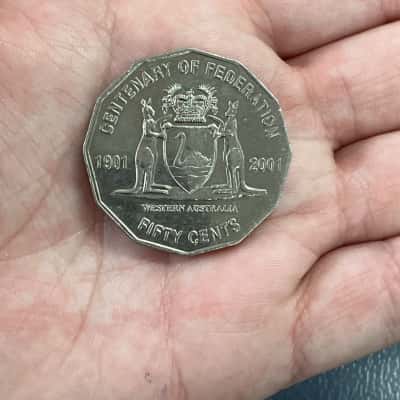 CENTENARY OF FEDERATION
1901 2001
WESTERN AUSTRALIA
FIFTY CENTS